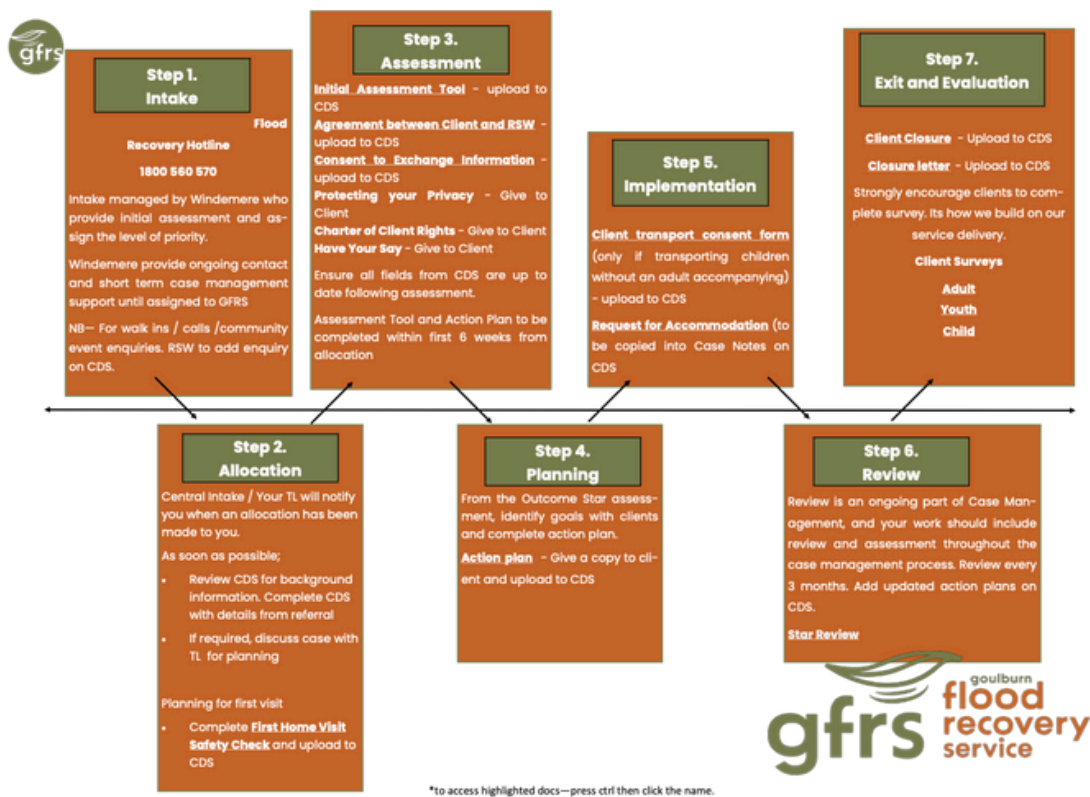 gfrs
Step 1.
Intake
Flood
Recovery Hotline
1800 560 570
Intake managed by Windemere who
provide initial assessment and as-
sign the level of priority.
Windemere provide ongoing contact
and short term case management
support until assigned to GFRS
NB— For walk ins / calls /community
event enquiries. RSW to add enquiry
on CDS.
Step 2.
Allocation
Central Intake / Your TL will notify
you when an allocation has been
made to you.
As soon as possible;
• Review CDS for background
information. Complete CDS
with details from referral
• If required, discuss case with
TL for planning
Planning for first visit
• Complete First Home Visit
Safety Check and upload to
CDS
Step 3.
Assessment
Initial Assessment Tool - upload to
CDS
Agreement between Client and RSW -
upload to CDS
Consent to Exchange Information -
upload to CDS
Protecting your Privacy - Give to
Client
Charter of Client Rights - Give to Client
Have Your Say - Give to Client
Ensure all fields from CDS are up to
date following assessment.
Assessment Tool and Action Plan to be
completed within first 6 weeks from
allocation
Step 4.
Planning
From the Outcome Star assess-
ment, identify goals with clients
and complete action plan.
Action plan - Give a copy to cli-
ent and upload to CDS
Step 5.
Implementation
Client transport consent form
(only if transporting children
without an adult accompanying)
- upload to CDS
Request for Accommodation (to
be copied into Case Notes on
CDS
Step 6.
Review
Review is an ongoing part of Case Man-
agement, and your work should include
review and assessment throughout the
case management process. Review every
3 months. Add updated action plans on
CDS.
Star Review
Step 7.
Exit and Evaluation
Client Closure - Upload to CDS
Closure letter - Upload to CDS
Strongly encourage clients to com-
plete survey. Its how we build on our
service delivery.
Client Surveys
Adult
Youth
Child
gfrs
goulburn
flood
recovery
service
*to access highlighted docs—press ctrl then click the name.